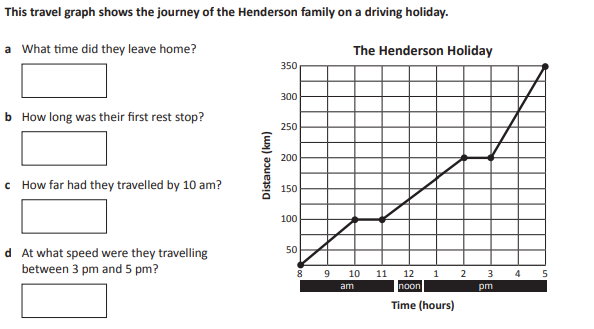 This travel graph shows the journey of the Henderson family on a driving holiday.
a What time did they leave home?
b How long was their first rest stop?
c How far had they travelled by 10 am?
d At what speed were they travelling
between 3 pm and 5 pm?
The Henderson Holiday
Distance (km)
350
300
250
200
150
100
50
8 9 10 11 12 1 2 3 4 5
am noon pm
Time (hours)